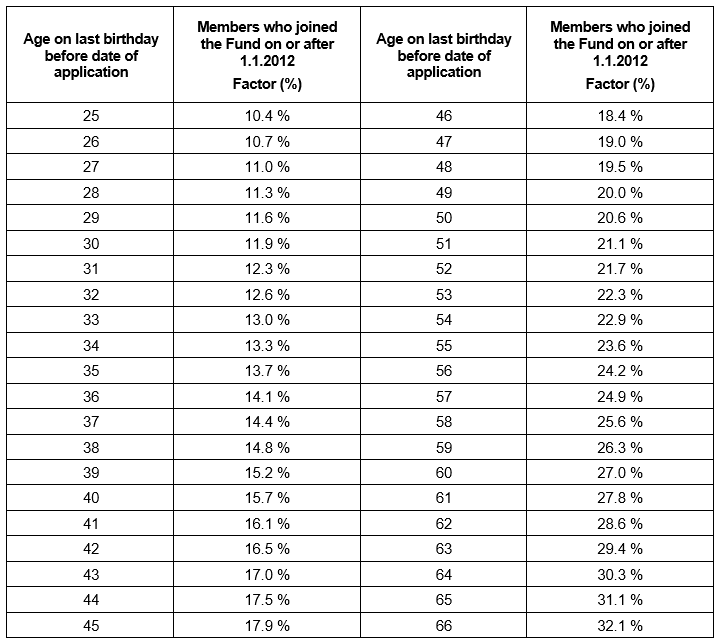 Age on last birthday
before date of
application
Members who joined
the Fund on or after
1.1.2012
Factor (%)
Age on last birthday
before date of
application
Members who joined
the Fund on or after
1.1.2012
Factor (%)
25 10.4 % 46 18.4 %
26 10.7 % 47 19.0 %
27 11.0 % 48 19.5 %
28 11.3 % 49 20.0 %
29 11.6 % 50 20.6 %
30 11.9 % 51 21.1 %
31 12.3 % 52 21.7 %
32 12.6 % 53 22.3 %
33 13.0 % 54 22.9 %
34 13.3 % 55 23.6 %
35 13.7 % 56 24.2 %
36 14.1 % 57 24.9 %
37 14.4 % 58 25.6 %
38 14.8 % 59 26.3 %
39 15.2 % 60 27.0 %
40 15.7 % 61 27.8 %
41 16.1 % 62 28.6 %
42 16.5 % 63 29.4 %
43 17.0 % 64 30.3 %
44 17.5 % 65 31.1 %
45 17.9 % 66 32.1 %